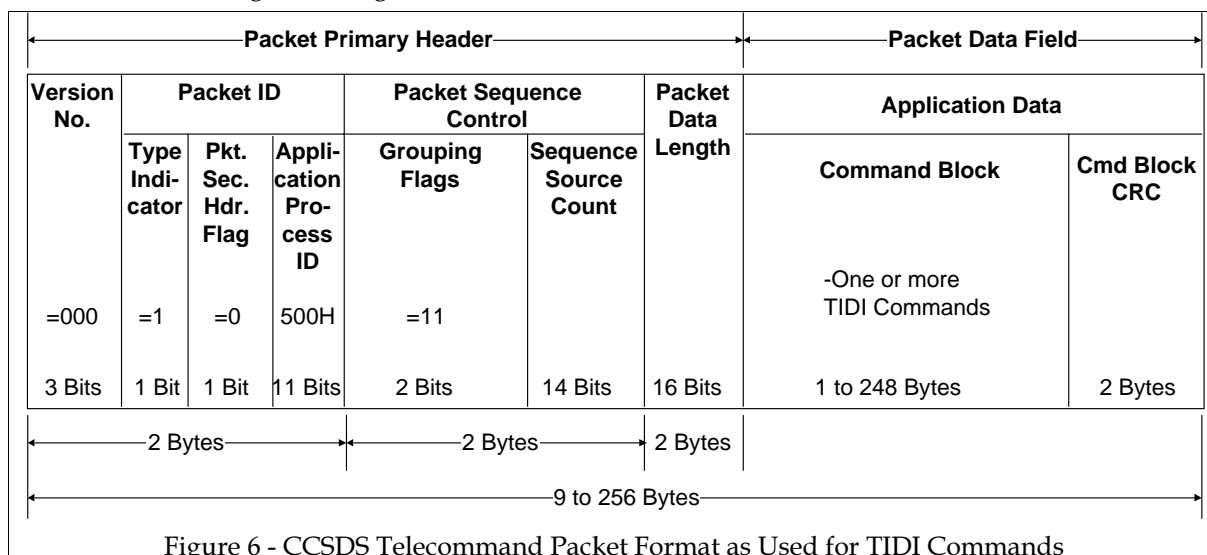 Packet Primary Header
Packet Data Field
Version No.
Packet ID
Packet Sequence Control
Packet Data Length
Application Data
Type Indi- cator
Pkt. Sec. Hdr. Flag
Appli- cation Pro- cess ID
Grouping Flags
Sequence Source Count
Command Block
Cmd Block CRC
-One or more
TIDI Commands
=000
=1
=0
500H
=11
3 Bits
1 Bit
1 Bit
11 Bits
2 Bits
14 Bits
16 Bits
1 to 248 Bytes
2 Bytes
2 Bytes
2 Bytes
2 Bytes
9 to 256 Bytes
Figure 6 - CCSDS Telecommand Packet Format as Used for TIDI Commands